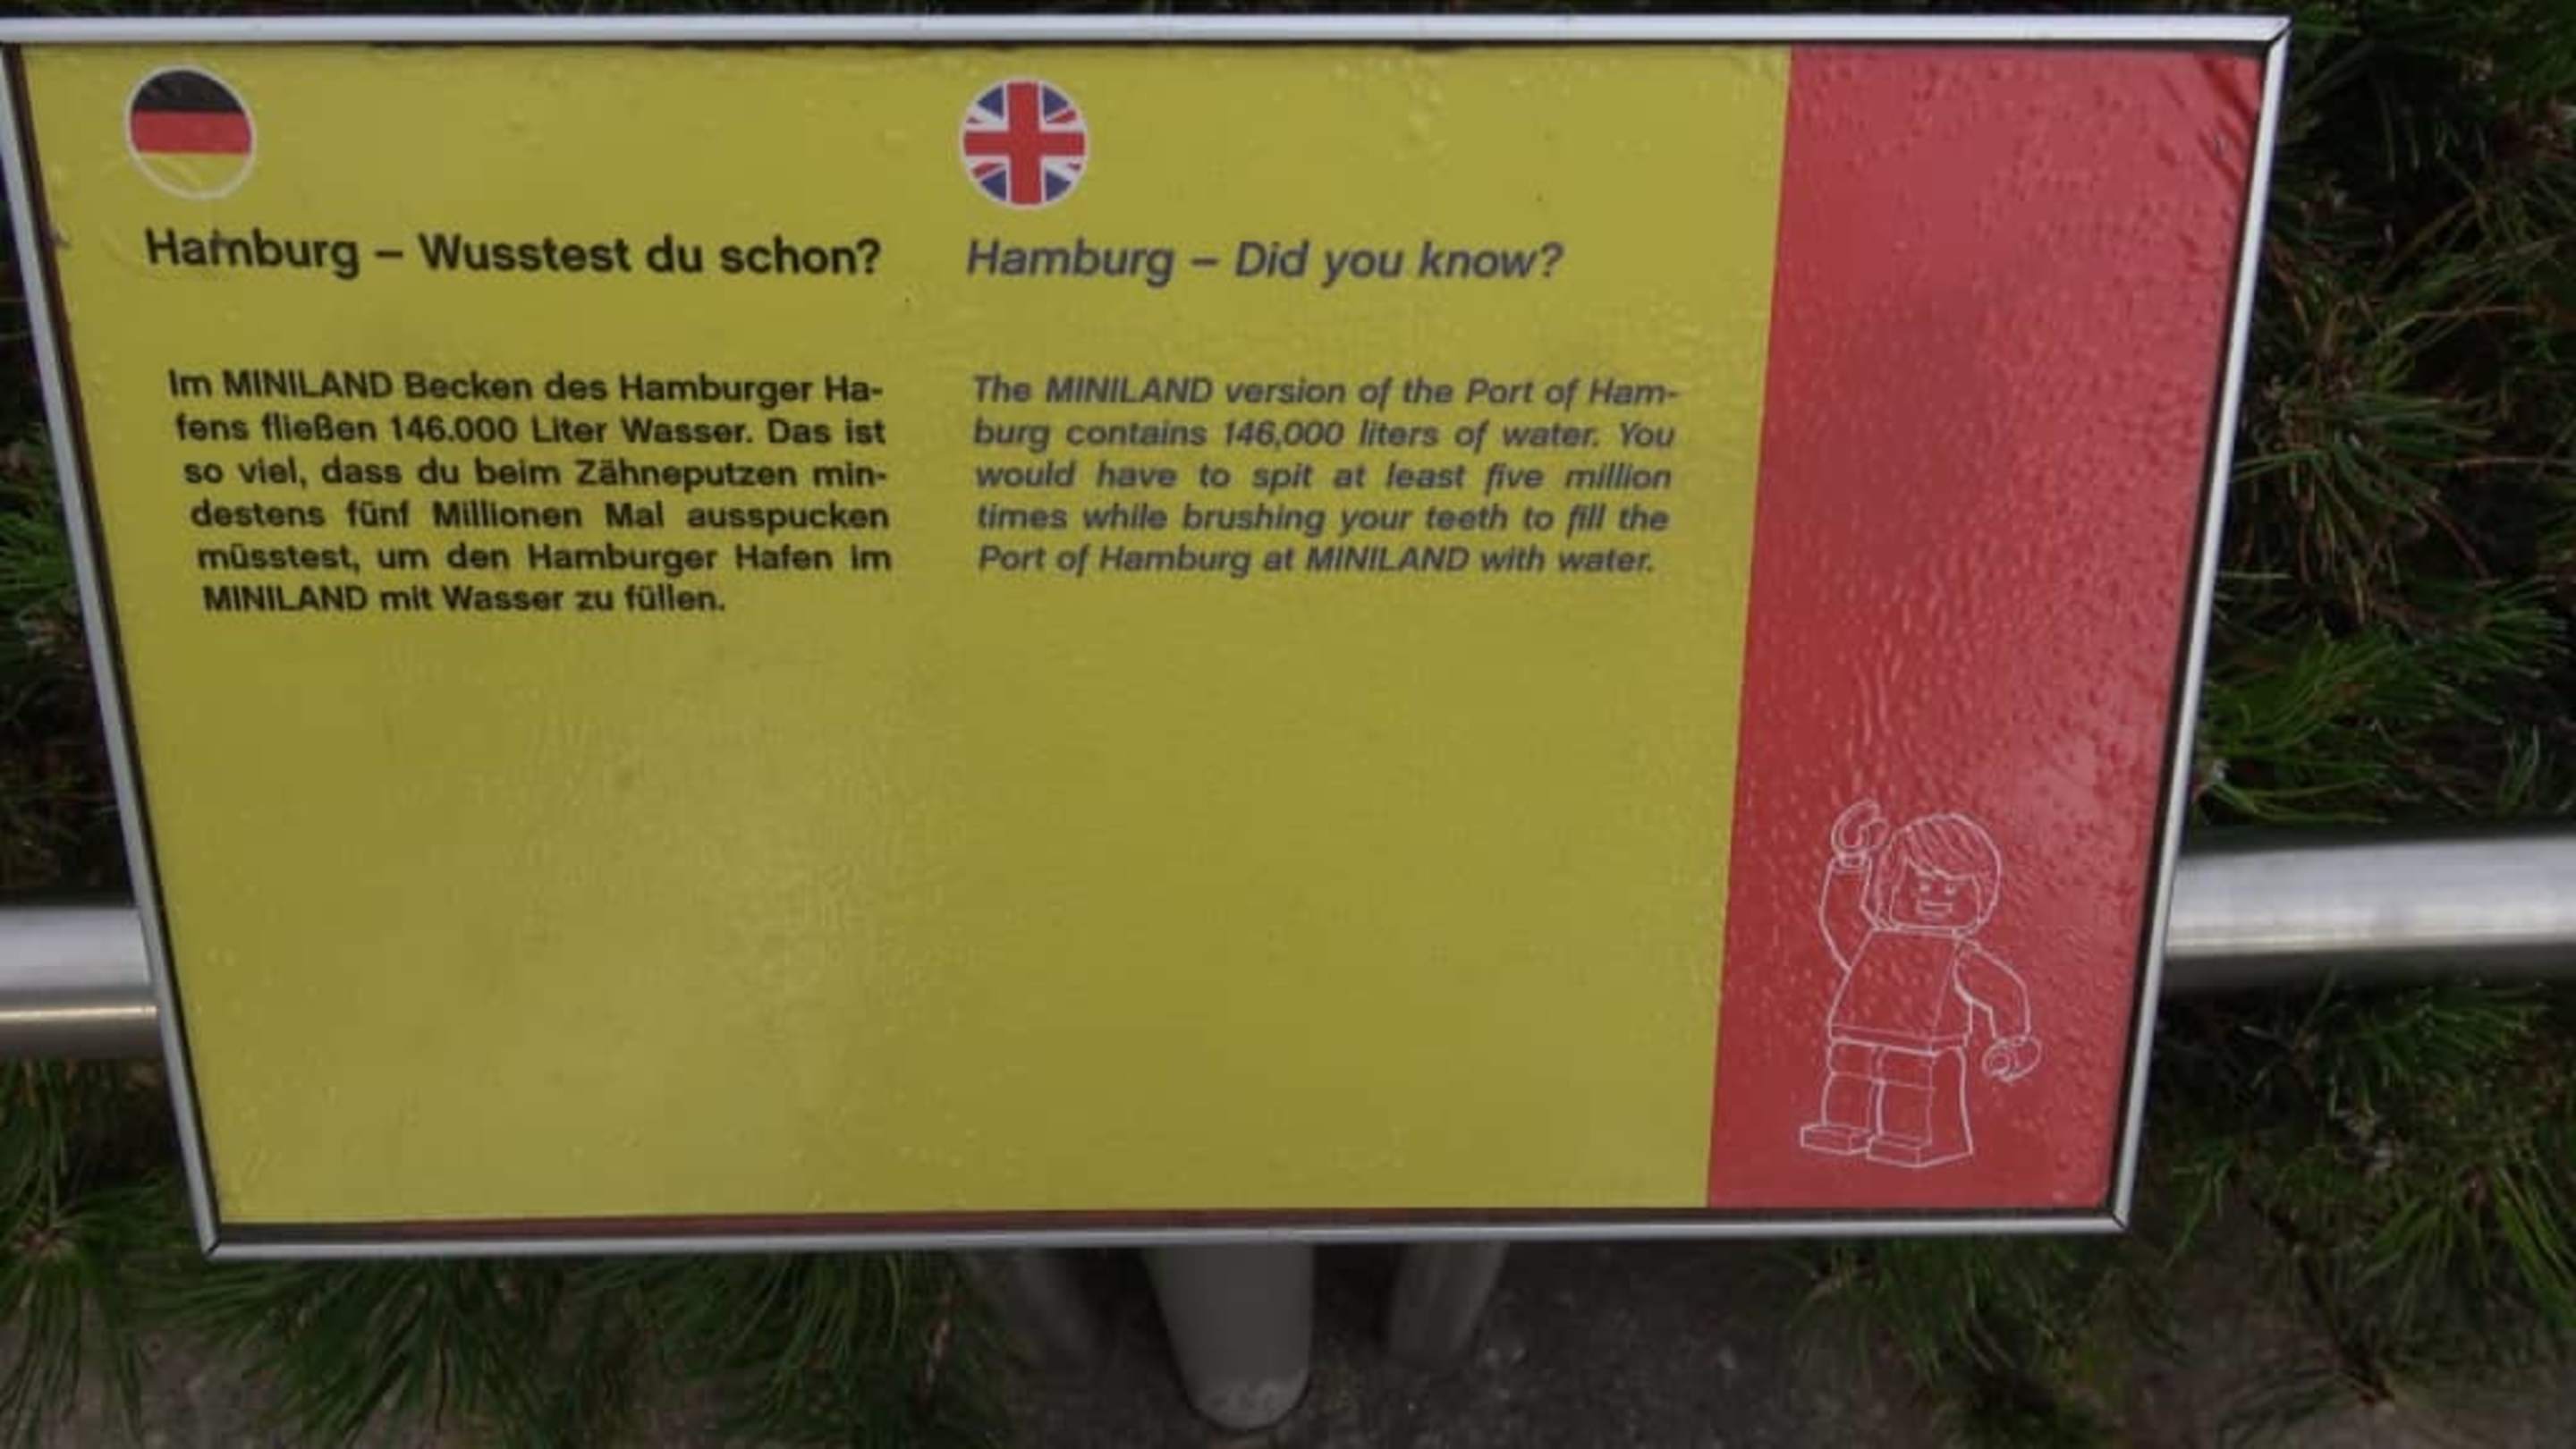 Hamburg – Wusstest du schon?
Im MINILAND Becken des Hamburger Ha-
fens fließen 146.000 Liter Wasser. Das ist
so viel, dass du beim Zähneputzen min-
destens fünf Millionen Mal ausspucken
müsstest, um den Hamburger Hafen im
MINILAND mit Wasser zu füllen.
Hamburg – Did you know?
The MINILAND version of the Port of Ham-
burg contains 146,000 liters of water. You
would have to spit at least five million
times while brushing your teeth to fill the
Port of Hamburg at MINILAND with water.